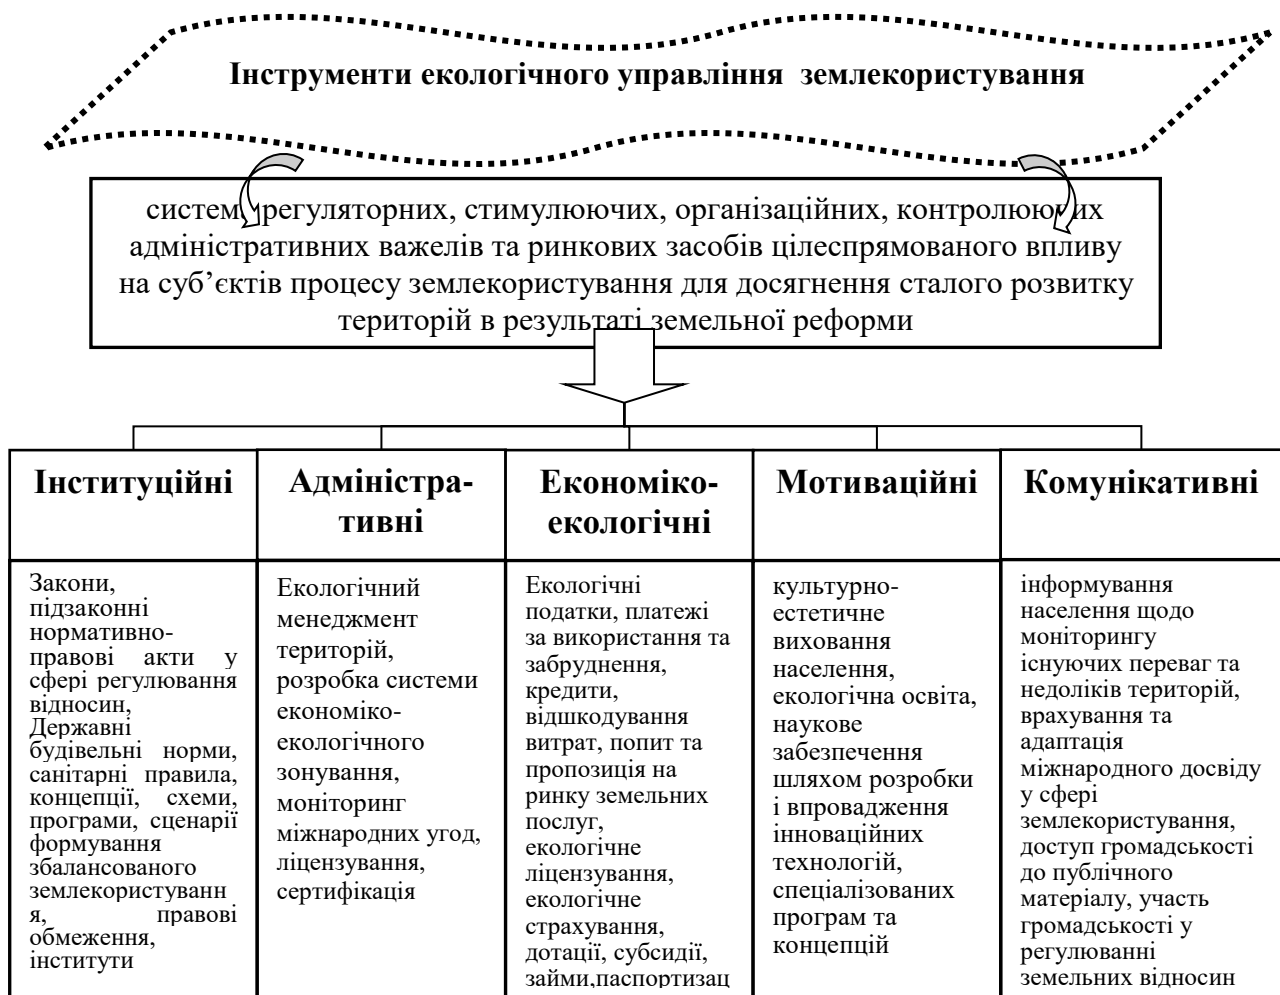 Інструменти екологічного управління землекористування
систем регуляторних, стимулюючих, організаційних, контролюючих
адміністративних важелів та ринкових засобів цілеспрямованого впливу
на суб’єктів процесу землекористування для досягнення сталого розвитку
територій в результаті земельної реформи
Інституційні
Адміністра-
тивні
Економіко-
екологічні
Мотиваційні
Комунікативні
Закони,
підзаконні
нормативно-
правові акти у
сфері регулювання
відносин,
Державні
будівельні норми,
санітарні правила,
концепції, схеми,
програми, сценарії
формування
збалансованого
землекористуванн
я, правові
обмеження,
інститути
Екологічний
менеджмент
територій,
розробка системи
економіко-
екологічного
зонування,
моніторинг
міжнародних угод,
ліцензування,
сертифікація
Екологічні
податки, платежі
за використання та
забруднення,
кредити,
відшкодування
витрат, попит та
пропозиція на
ринку земельних
послуг,
екологічне
ліцензування,
екологічне
страхування,
дотації, субсидії,
займи,паспортизац
культурно-
естетичне
виховання
населення,
екологічна освіта,
наукове
забезпечення
шляхом розробки
і впровадження
інноваційних
технологій,
спеціалізованих
програм та
концепцій
інформування
населення щодо
моніторингу
існуючих переваг та
недоліків територій,
врахування та
адаптація
міжнародного досвіду
у сфері
землекористування,
доступ громадськості
до публічного
матеріалу, участь
громадськості у
регулюванні
земельних відносин